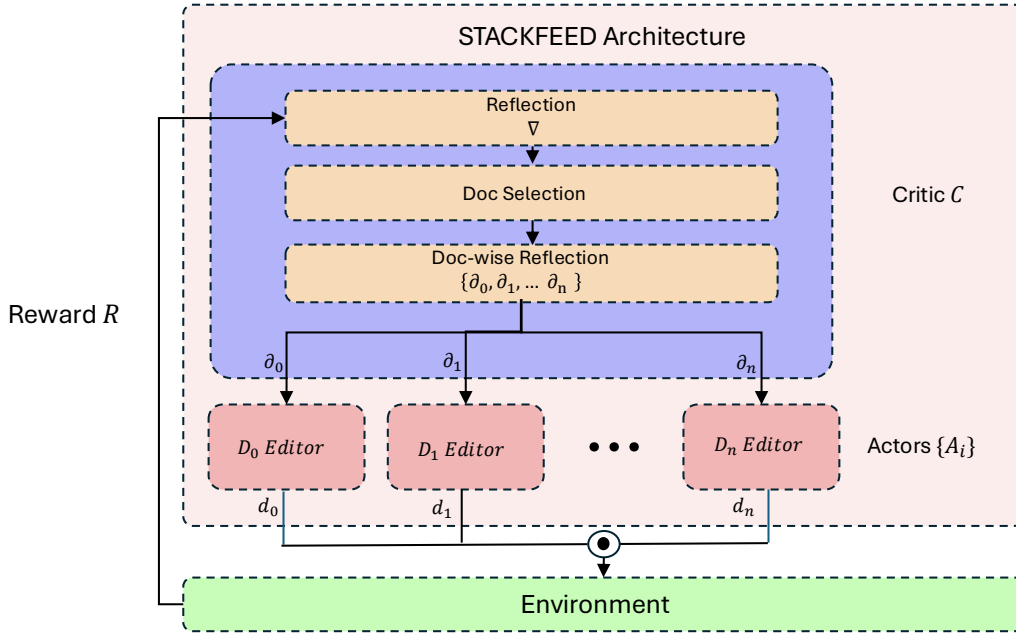 STACKFEED Architecture
Reflection
∇
Doc Selection
Critic C
Doc-wise Reflection
{∂₀, ∂₁, ... ∂ₙ }
Reward R
∂₀
∂₁
∂ₙ
D₀ Editor
D₁ Editor
Dₙ Editor
Actors {Aᵢ}
d₀
d₁
dₙ
Environment